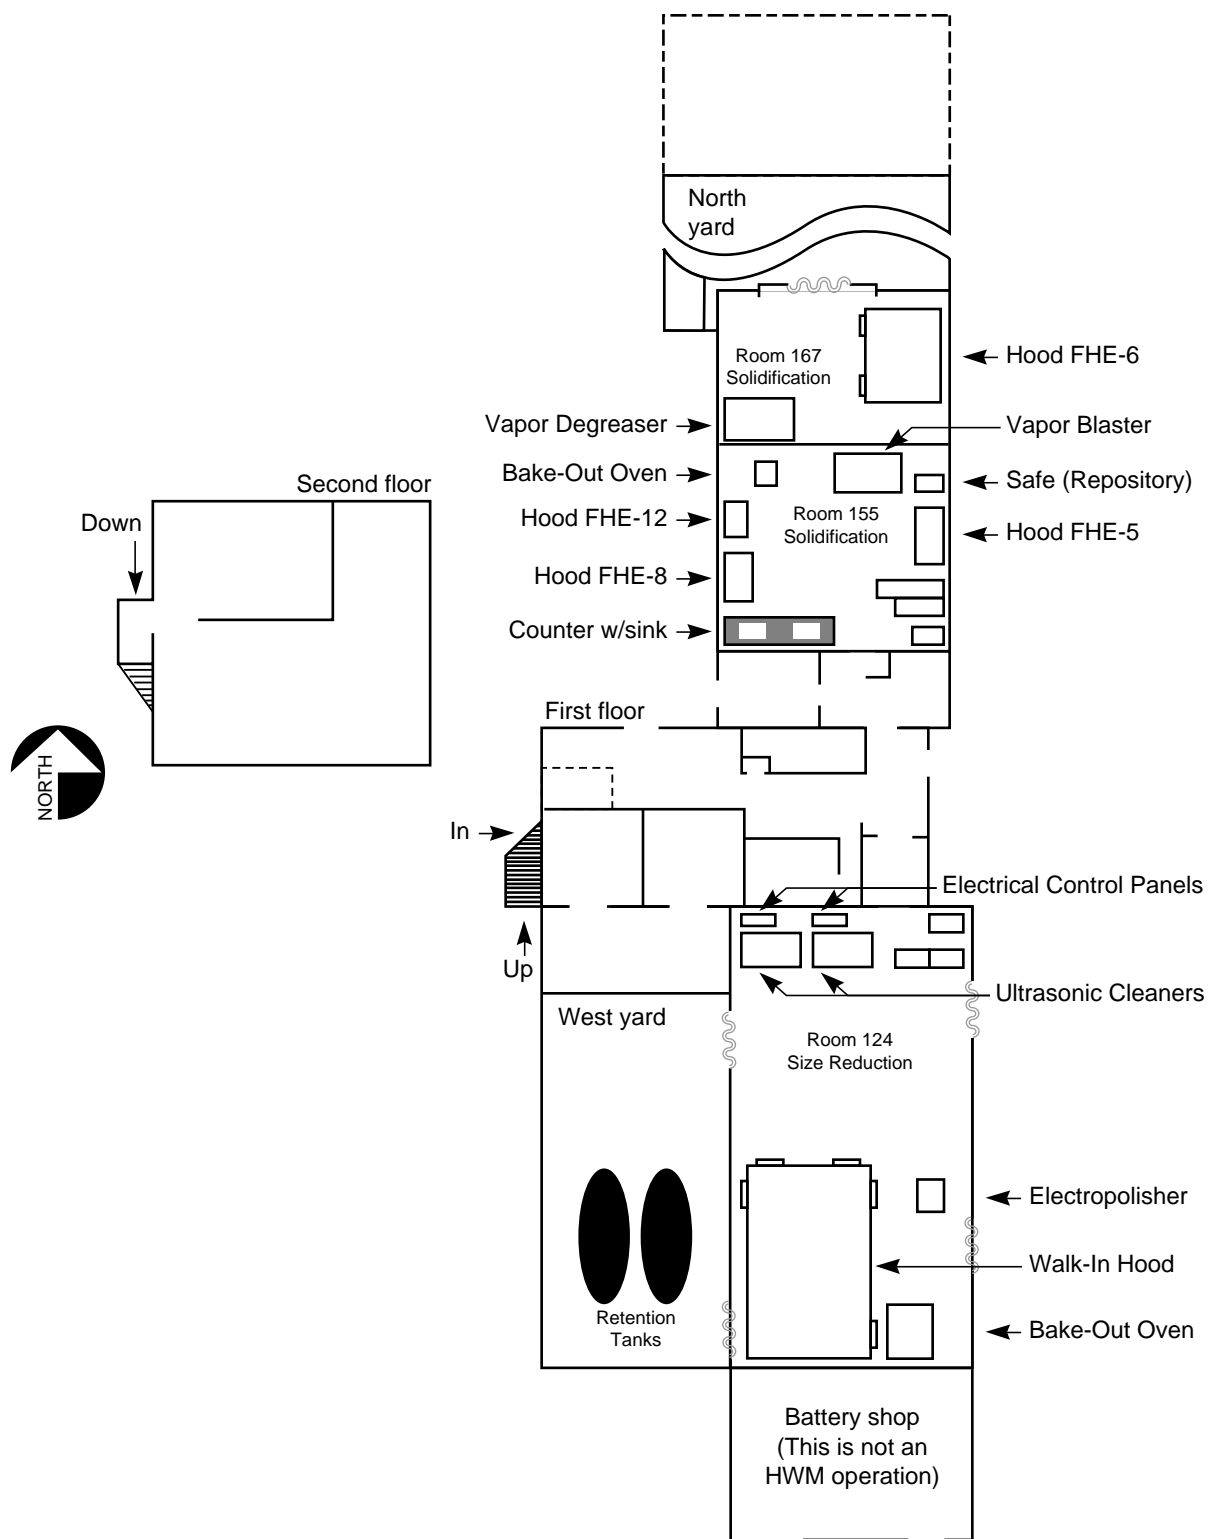 North
yard
Room 167
Solidification
Hood FHE-6
Vapor Degreaser
Vapor Blaster
Bake-Out Oven
Safe (Repository)
Second floor
Down
Hood FHE-12
Room 155
Solidification
Hood FHE-5
Hood FHE-8
Counter w/sink
First floor
NORTH
In
Electrical Control Panels
Up
Ultrasonic Cleaners
West yard
Room 124
Size Reduction
Electropolisher
Walk-In Hood
Retention
Tanks
Bake-Out Oven
Battery shop
(This is not an
HWM operation)